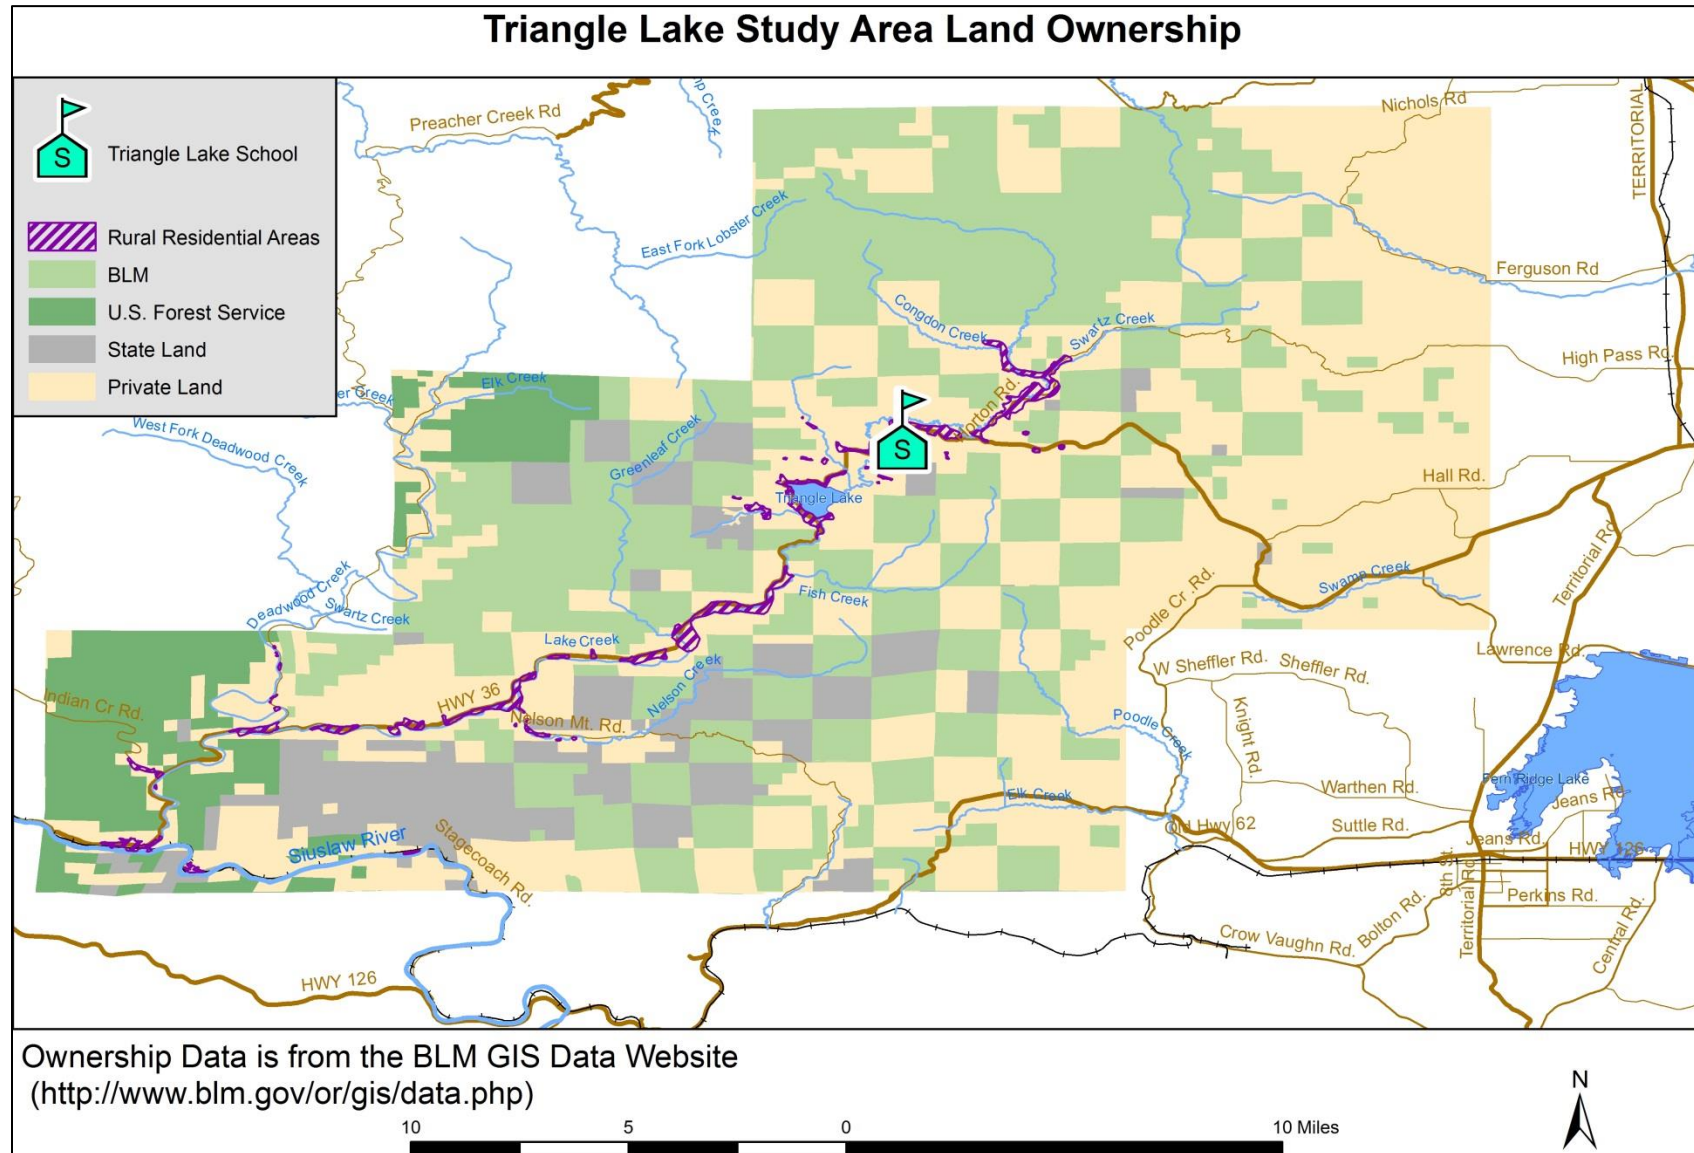 Triangle Lake Study Area Land Ownership
S
Triangle Lake School
Rural Residential Areas
BLM
U.S. Forest Service
State Land
Private Land
Preacher Creek Rd
Creek
Nichols Rd
TERRITORIAL
East Fork Lobster Creek
Ferguson Rd
Congdon Creek
Swartz Creek
High Pass Rd.
Elk Creek
er Creek
Horton Rd.
S
West Fork Deadwood Creek
Greenleaf Creek
Hall Rd.
Triangle Lake
Territorial Rd
Deadwood Creek
Swartz Creek
Fish Creek
Swamp Creek
Poodle Cr .Rd.
Lake Creek
Lawrence Rd.
W Sheffler Rd.
Sheffler Rd.
Nelson Creek
HWY 36
Indian Cr Rd.
Nelson Mt. Rd.
Knight Rd.
Poodle Creek
Fern Ridge Lake
Warthen Rd.
Jeans Rd
Elk Creek
Old Hwy 62
Suttle Rd.
Jeans Rd.
Siuslaw River
Stagecoach Rd.
HWY 126
8th St.
Perkins Rd.
Territorial Rd
Bolton Rd.
Crow Vaughn Rd.
Central Rd.
HWY 126
Ownership Data is from the BLM GIS Data Website
(http://www.blm.gov/or/gis/data.php)
N
10 5 0 10 Miles